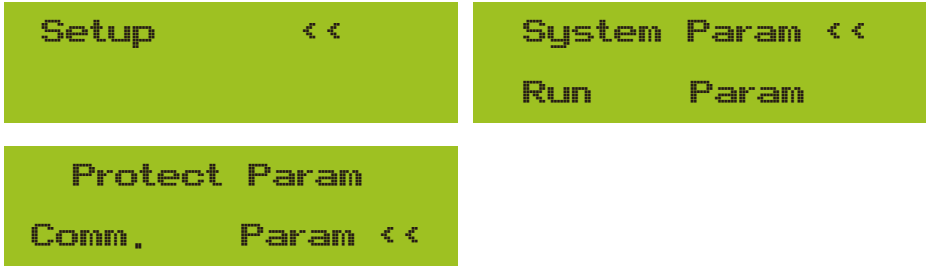 Setup <<
System Param <<
Run Param
Protect Param
Comm. Param <<